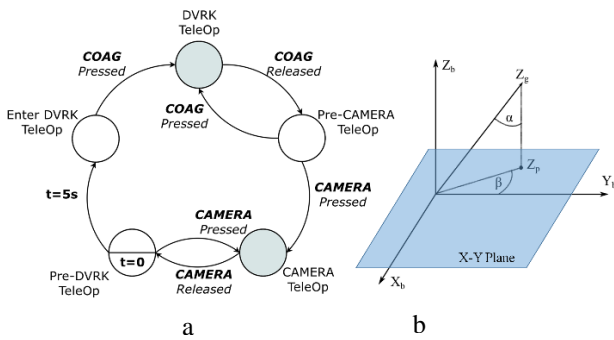 DVRK
TeleOp
COAG
Pressed
COAG
Released
COAG
Pressed
Enter DVRK
TeleOp
Pre-CAMERA
TeleOp
t=5s
CAMERA
Pressed
CAMERA
Pressed
t=0
Pre-DVRK
TeleOp
CAMERA
Released
CAMERA
TeleOp
a
Z_b
Z_g
α
Z_p
β
X-Y Plane
X_b
b